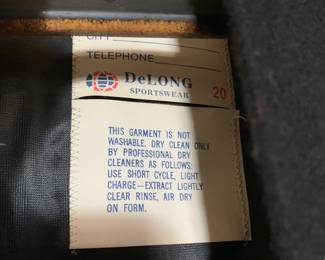 CITY
TELEPHONE
DeLONG
SPORTSWEAR 20
THIS GARMENT IS NOT
WASHABLE. DRY CLEAN ONLY
BY PROFESSIONAL DRY
CLEANERS AS FOLLOWS:
USE SHORT CYCLE, LIGHT
CHARGE—EXTRACT LIGHTLY
CLEAR RINSE, AIR DRY
ON FORM.